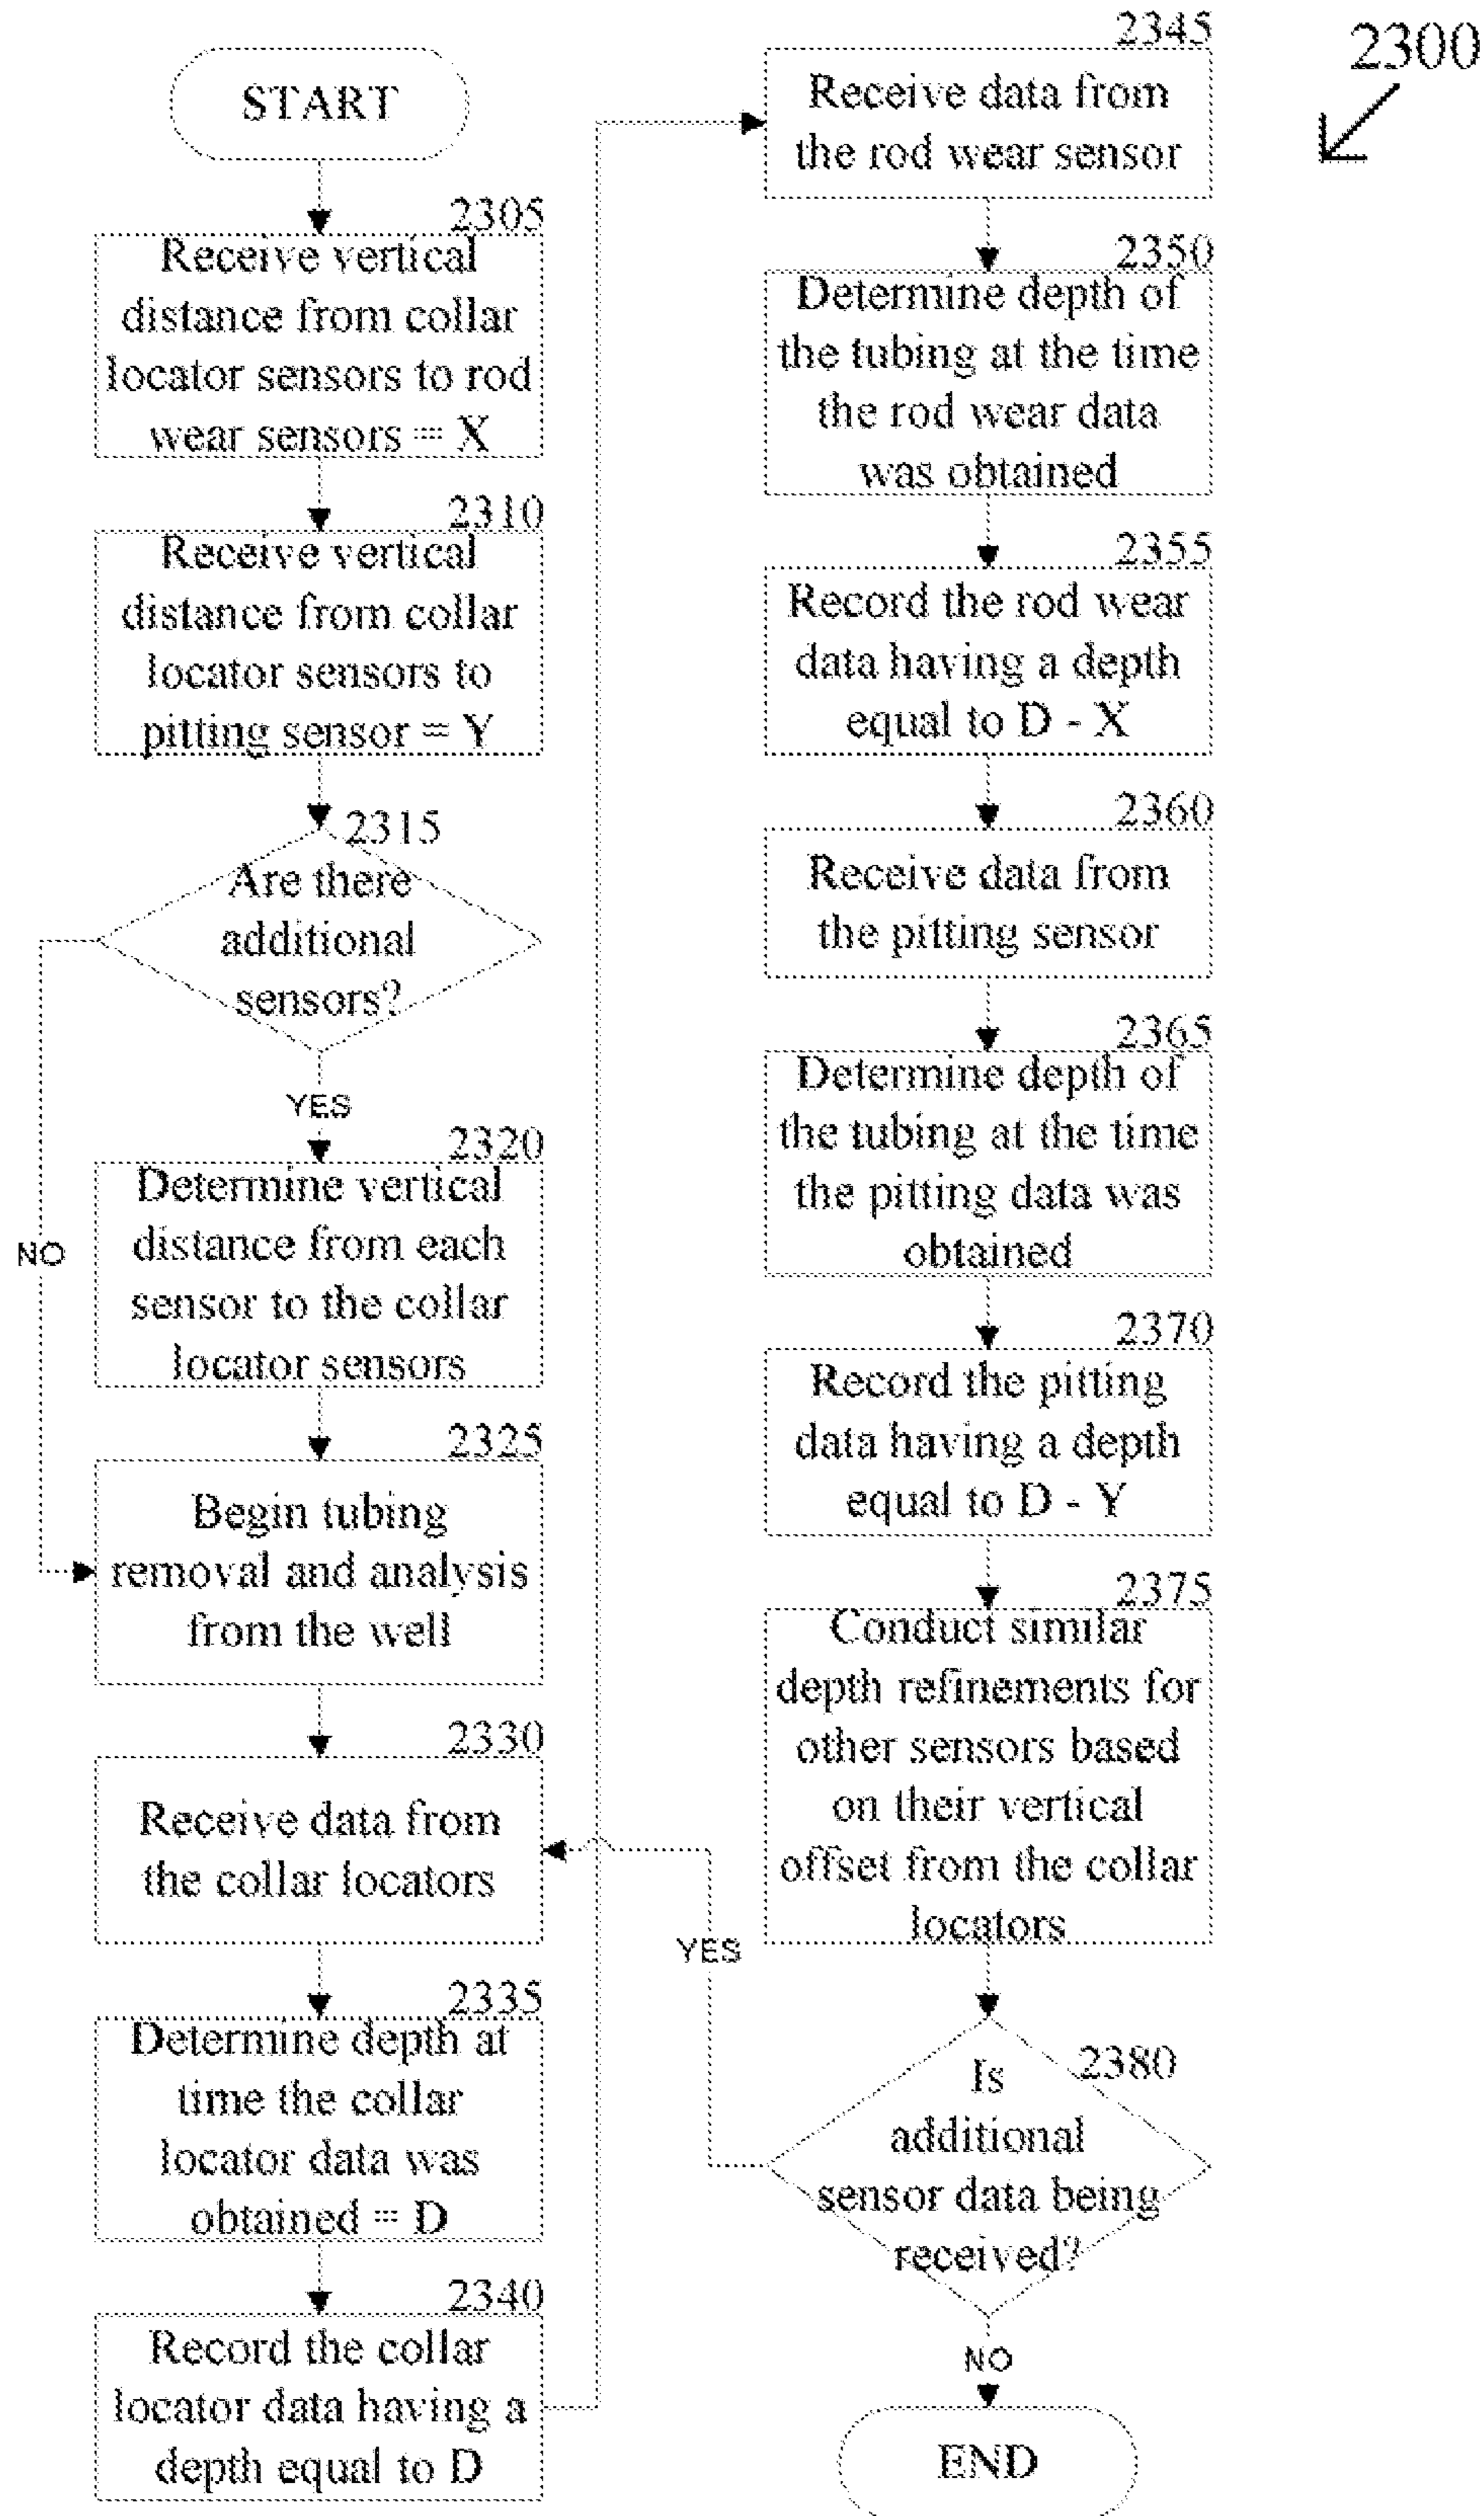 START
2305
Receive vertical
distance from collar
locator sensors to rod
wear sensors = X
2310
Receive vertical
distance from collar
locator sensors to
pitting sensor = Y
2315
Are there
additional
sensors?
YES
NO
2320
Determine vertical
distance from each
sensor to the collar
locator sensors
2325
Begin tubing
removal and analysis
from the well
2330
Receive data from
the collar locators
2335
Determine depth at
time the collar
locator data was
obtained = D
2340
Record the collar
locator data having a
depth equal to D
2345
Receive data from
the rod wear sensor
2350
Determine depth of
the tubing at the time
the rod wear data
was obtained
2355
Record the rod wear
data having a depth
equal to D - X
2360
Receive data from
the pitting sensor
2365
Determine depth of
the tubing at the time
the pitting data was
obtained
2370
Record the pitting
data having a depth
equal to D - Y
2375
Conduct similar
depth refinements for
other sensors based
on their vertical
offset from the collar
locators
YES
2380
Is
additional
sensor data being
received?
NO
END
2300